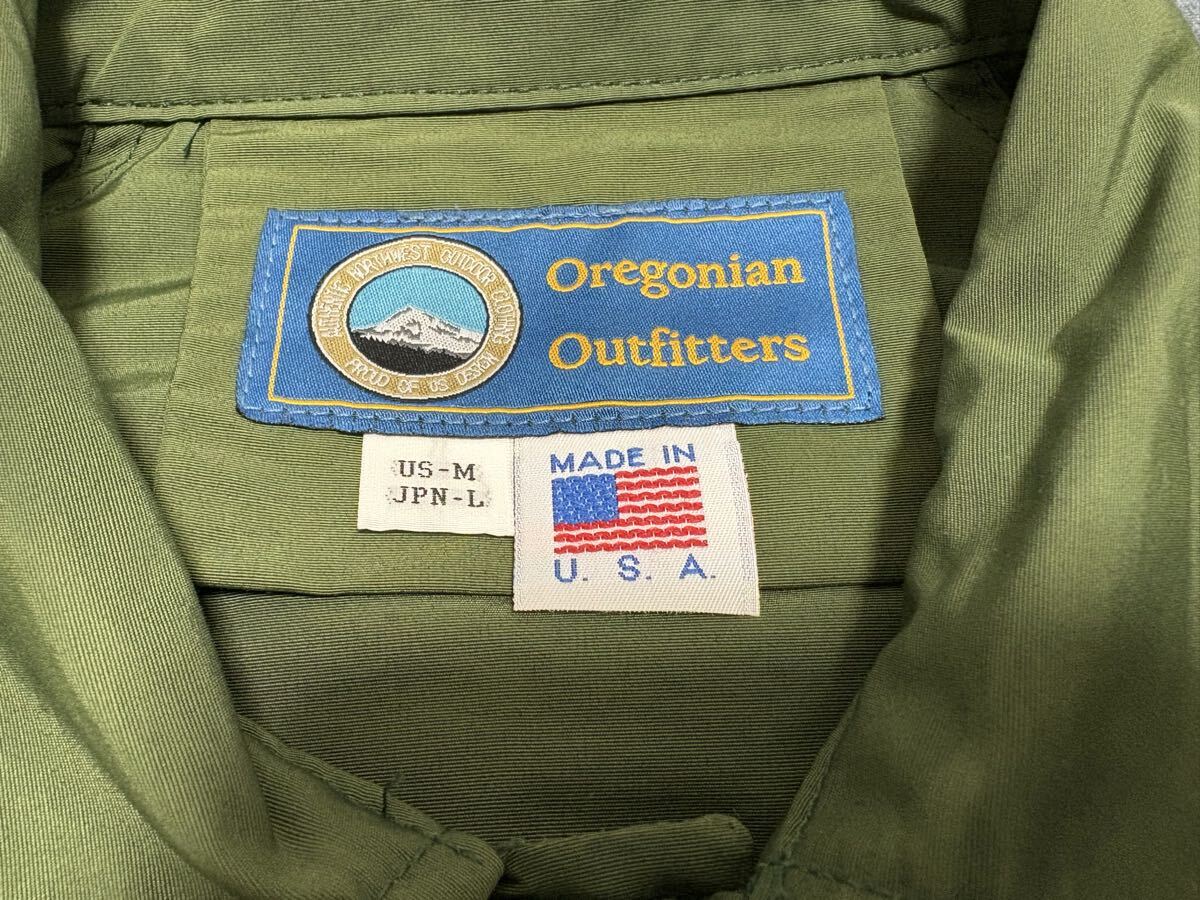 AUTHENTIC NORTHWEST OUTDOOR CLOTHING
PROUD OF US DESIGN
Oregonian
Outfitters
US-M
JPN-L
MADE IN
U. S. A.